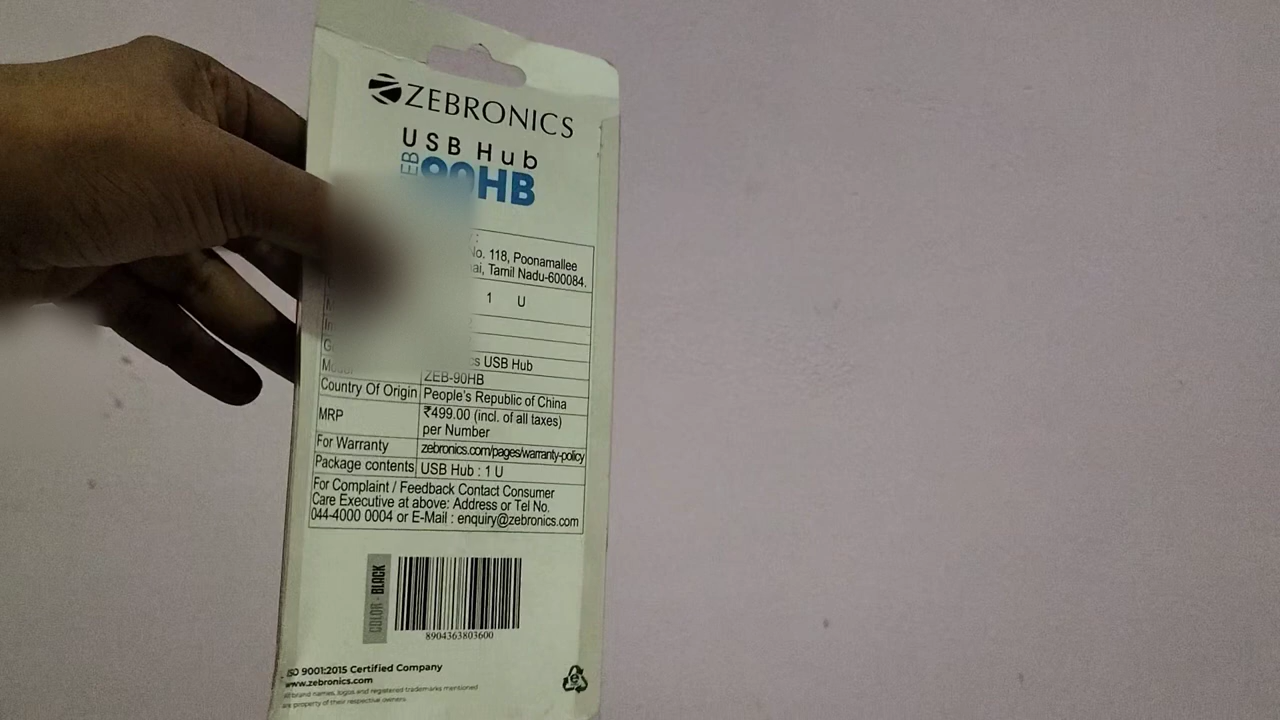 ZEBRONICS
USB Hub
90HB
No. 118, Poonamallee
Tamil Nadu-600084.
1 U
USB Hub
ZEB-90HB
Country Of Origin People's Republic of China
MRP ₹499.00 (incl. of all taxes)
per Number
For Warranty zebronics.com/pages/warranty-policy
Package contents USB Hub : 1 U
For Complaint / Feedback Contact Consumer
Care Executive at above: Address or Tel No.
044-4000 0004 or E-Mail : enquiry@zebronics.com
COLOR - BLACK
8904363803600
ISO 9001:2015 Certified Company
www.zebronics.com
brand names, logos and registered trademarks mentioned
are property of their respective owners.